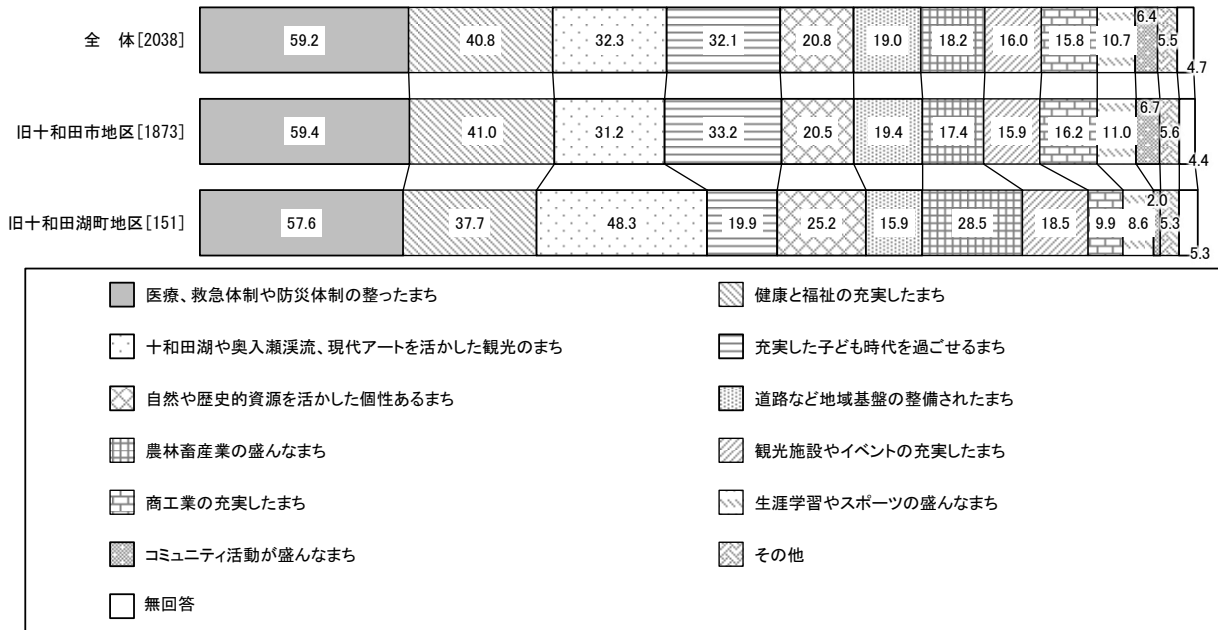 全 体[2038] 59.2 40.8 32.3 32.1 20.8 19.0 18.2 16.0 15.8 10.7 6.4 5.5 4.7
旧十和田市地区[1873] 59.4 41.0 31.2 33.2 20.5 19.4 17.4 15.9 16.2 11.0 6.7 5.6 4.4
旧十和田湖町地区[151] 57.6 37.7 48.3 19.9 25.2 15.9 28.5 18.5 9.9 8.6 2.0 5.3 5.3
医療、救急体制や防災体制の整ったまち 健康と福祉の充実したまち
十和田湖や奥入瀬渓流、現代アートを活かした観光のまち 充実した子ども時代を過ごせるまち
自然や歴史的資源を活かした個性あるまち 道路など地域基盤の整備されたまち
農林畜産業の盛んなまち 観光施設やイベントの充実したまち
商工業の充実したまち 生涯学習やスポーツの盛んなまち
コミュニティ活動が盛んなまち その他
無回答